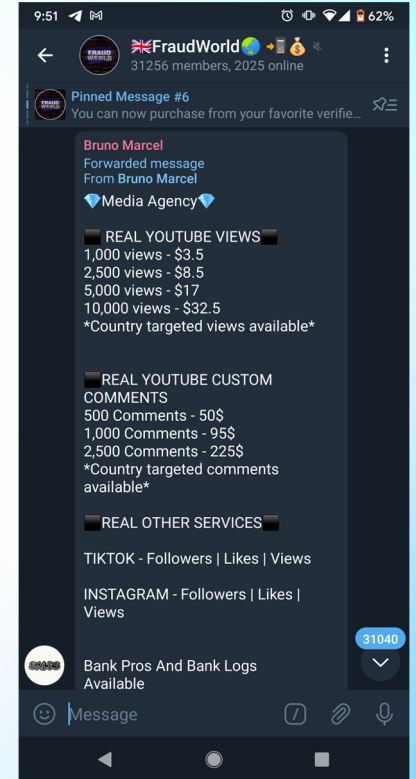 9:51 62%
FRAUD WORLD
🇬🇧FraudWorld🌏 📲💰
31256 members, 2025 online
FRAUD WORLD
Pinned Message #6
You can now purchase from your favorite verifie...
Bruno Marcel
Forwarded message
From Bruno Marcel
💎Media Agency💎
⬛ REAL YOUTUBE VIEWS⬛
1,000 views - $3.5
2,500 views - $8.5
5,000 views - $17
10,000 views - $32.5
*Country targeted views available*
⬛REAL YOUTUBE CUSTOM
COMMENTS
500 Comments - 50$
1,000 Comments - 95$
2,500 Comments - 225$
*Country targeted comments
available*
⬛REAL OTHER SERVICES⬛
TIKTOK - Followers | Likes | Views
INSTAGRAM - Followers | Likes |
Views
31040
Bank Pros And Bank Logs
Available
Message